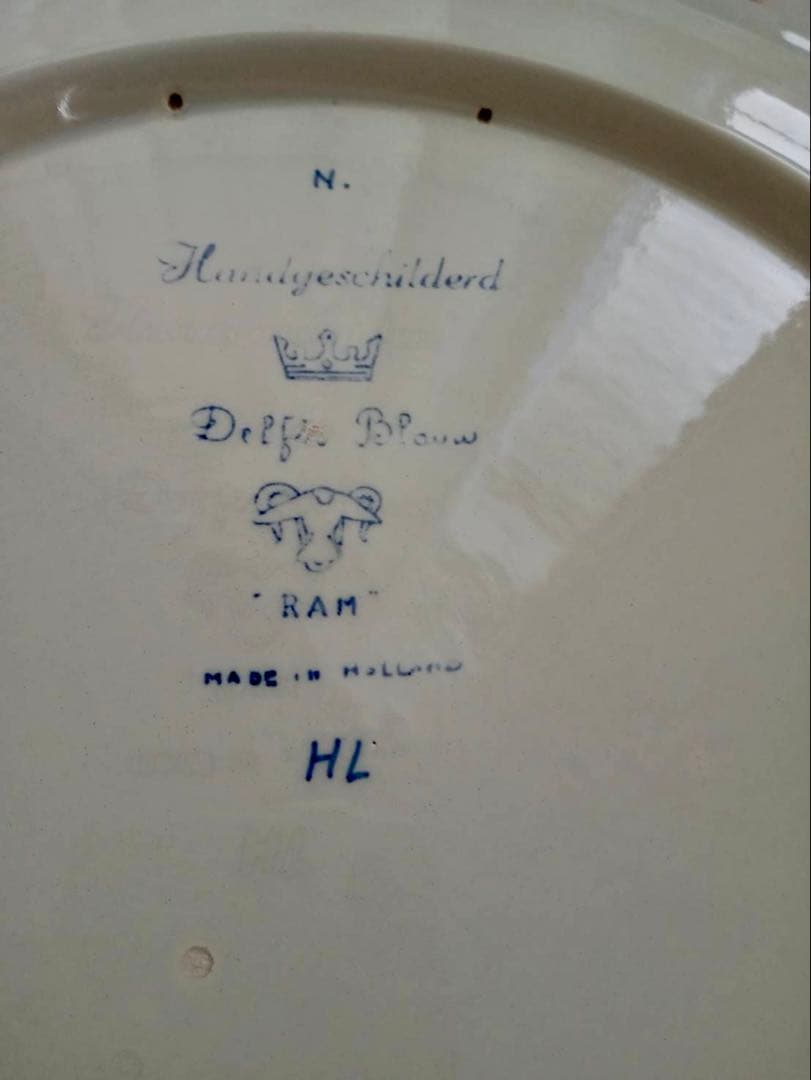 N.
Handgeschilderd
Delfts Blauw
"RAM"
MADE IN HOLLAND
HL